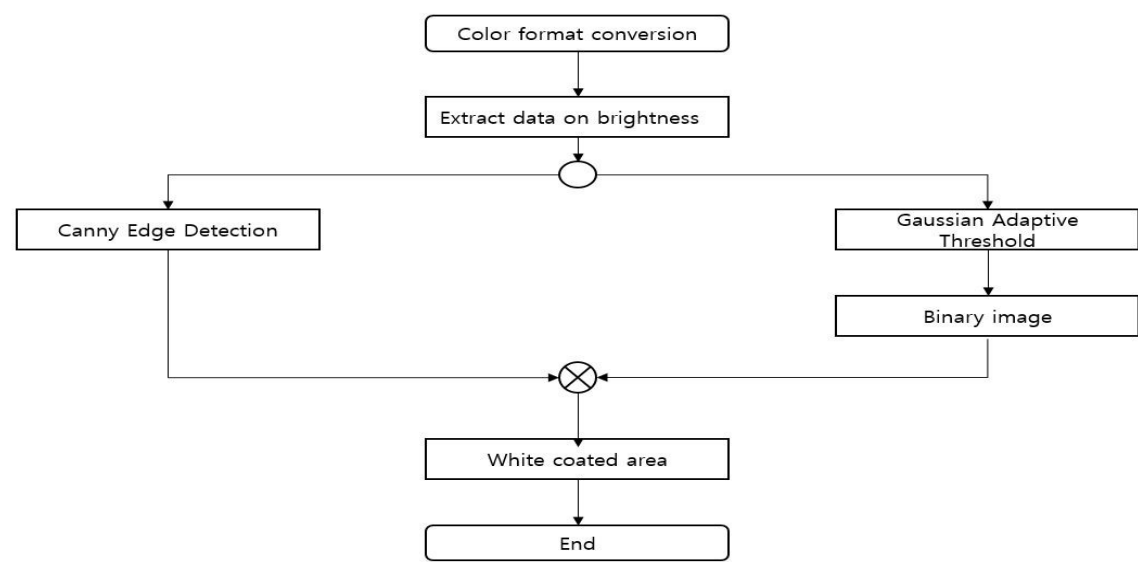 Color format conversion
Extract data on brightness
Canny Edge Detection
Gaussian Adaptive
Threshold
Binary image
White coated area
End